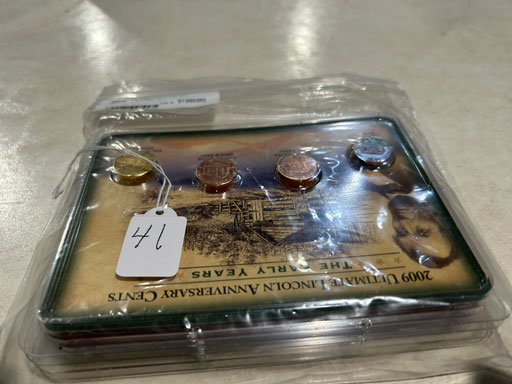 41
THE EARLY YEARS
2009 ULTIMATE LINCOLN ANNIVERSARY CENTS